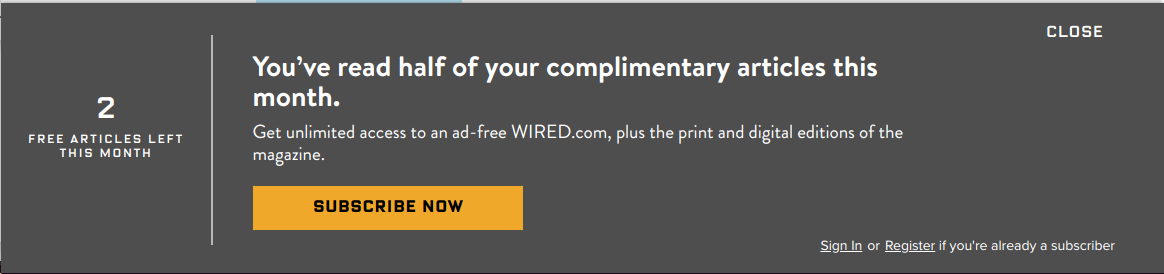 CLOSE
2
FREE ARTICLES LEFT
THIS MONTH
You’ve read half of your complimentary articles this
month.
Get unlimited access to an ad-free WIRED.com, plus the print and digital editions of the
magazine.
SUBSCRIBE NOW
Sign In or Register if you're already a subscriber